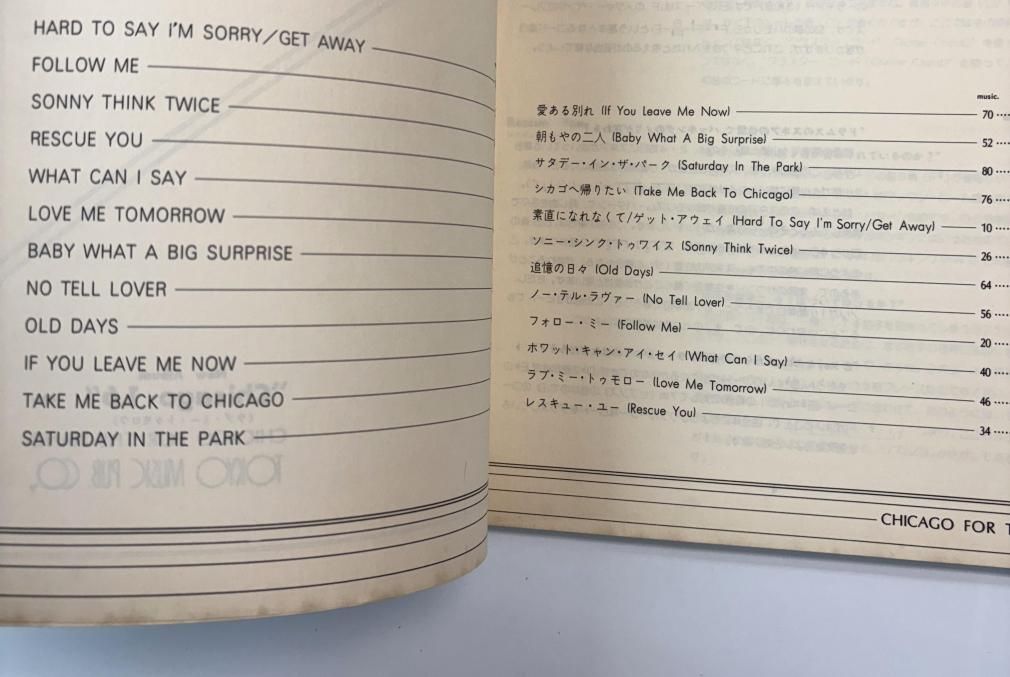 HARD TO SAY I'M SORRY/GET AWAY
FOLLOW ME
SONNY THINK TWICE
RESCUE YOU
WHAT CAN I SAY
LOVE ME TOMORROW
BABY WHAT A BIG SURPRISE
NO TELL LOVER
OLD DAYS
IF YOU LEAVE ME NOW
TAKE ME BACK TO CHICAGO
SATURDAY IN THE PARK
music.
愛ある別れ (If You Leave Me Now) 70
朝もやの二人 (Baby What A Big Surprise) 52
サタデー・イン・ザ・パーク (Saturday In The Park) 80
シカゴへ帰りたい (Take Me Back To Chicago) 76
素直になれなくて/ゲット・アウェイ (Hard To Say I'm Sorry/Get Away) 10
ソニー・シンク・トゥワイス (Sonny Think Twice) 26
追憶の日々 (Old Days) 64
ノー・テル・ラヴァー (No Tell Lover) 56
フォロー・ミー (Follow Me) 20
ホワット・キャン・アイ・セイ (What Can I Say) 40
ラブ・ミー・トゥモロー (Love Me Tomorrow) 46
レスキュー・ユー (Rescue You) 34
CHICAGO FOR